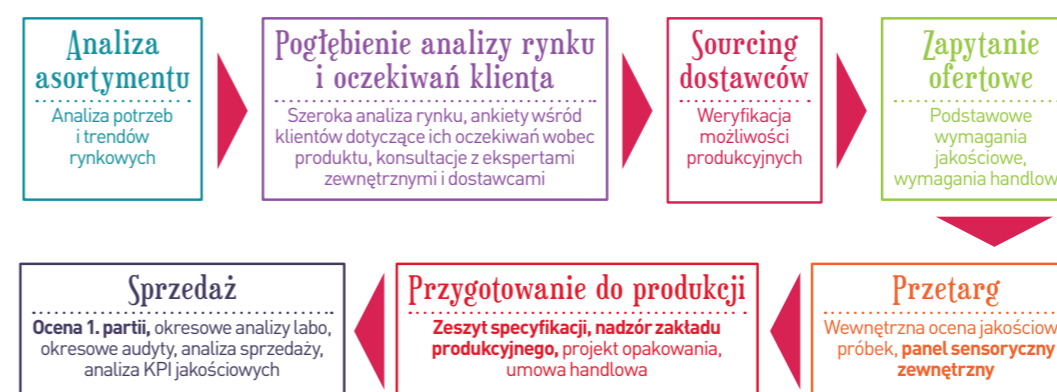 Analiza
asortymentu
Analiza potrzeb
i trendów
rynkowych
Pogłębienie analizy rynku
i oczekiwań klienta
Szeroka analiza rynku, ankiety wśród
klientów dotyczące ich oczekiwań wobec
produktu, konsultacje z ekspertami
zewnętrznymi i dostawcami
Sourcing
dostawców
Weryfikacja
możliwości
produkcyjnych
Zapytanie
ofertowe
Podstawowe
wymagania
jakościowe,
wymagania
Przetarg
Wewnętrzna ocena
próbek, panel sensoryczny
zewnętrzny
Przygotowanie do produkcji
Zeszyt specyfikacji, nadzór zakładu
produkcyjnego, projekt opakowania,
umowa handlowa
Sprzedaż
Ocena 1. partii, okresowe analizy labo,
okresowe audyty, analiza sprzedaży,
analiza KPI jakościowych